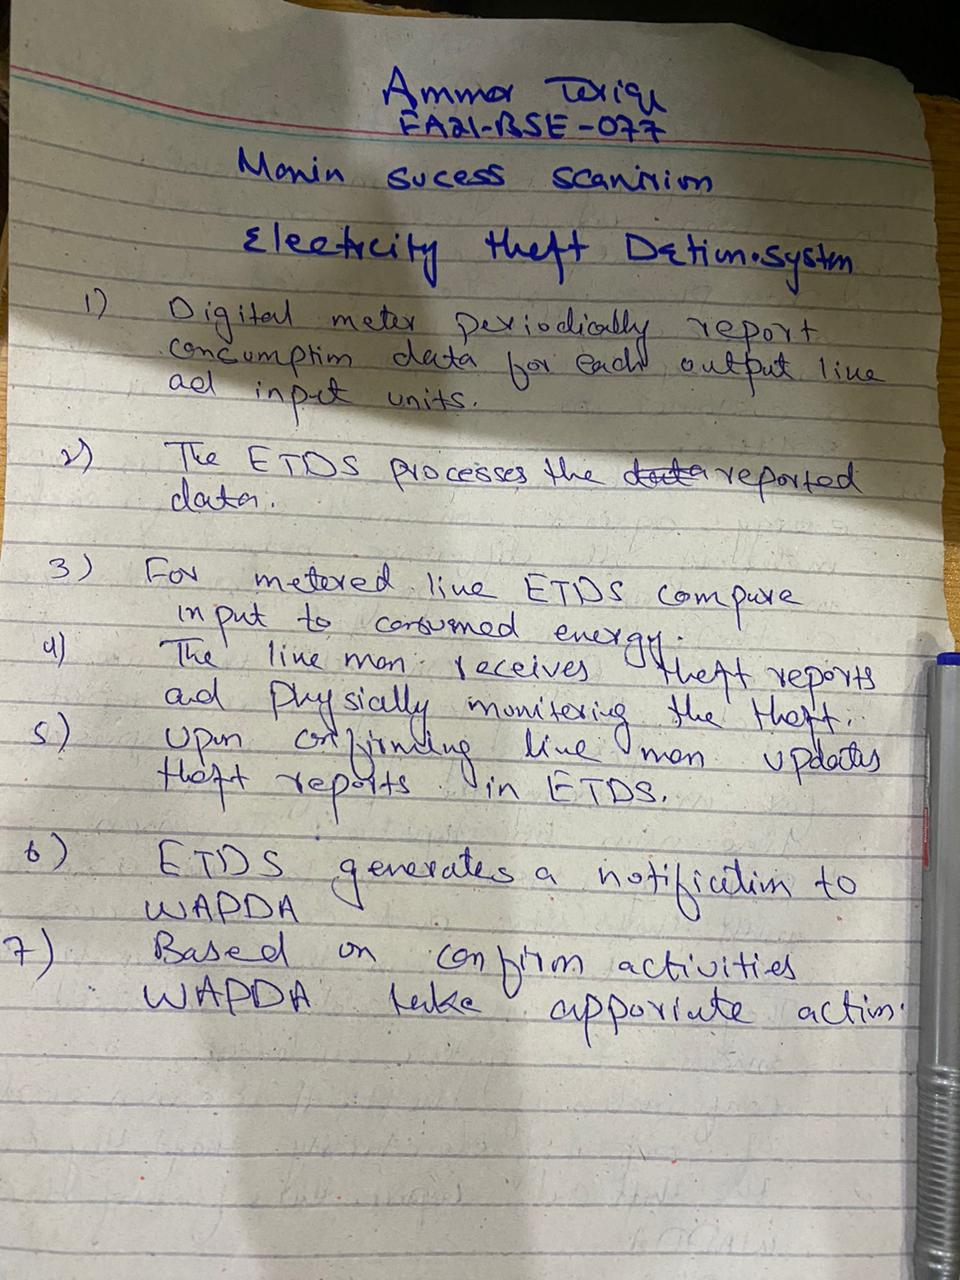 Ammar Tariq
FA21-BSE-077
Monin sucess scanirion
Electricity theft Detion.system
1) Digital meter periodically report
consumption data for each output line
ad input units.
2) The ETDS processes the data reported
data.
3) For metered line ETDS compare
input to consumed energy.
4) The line man receives theft reports
ad physically monitering the theft.
5) Upon confirming line man updates
theft reports in ETDS.
6) ETDS generates a notification to
WAPDA
7) Based on confirm activities
WAPDA take apporiate action.